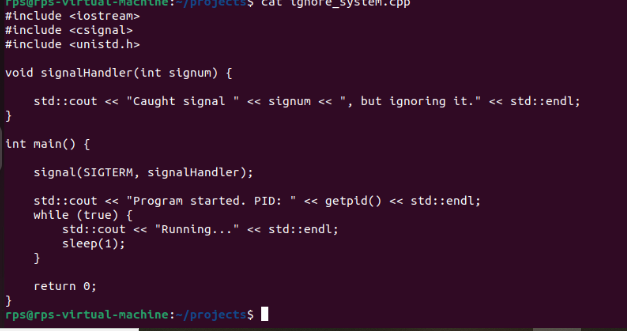 rps@rps-virtual-machine:~/projects$ cat ignore_system.cpp
#include <iostream>
#include <csignal>
#include <unistd.h>
void signalHandler(int signum) {
std::cout << "Caught signal " << signum << ", but ignoring it." << std::endl;
}
int main() {
signal(SIGTERM, signalHandler);
std::cout << "Program started. PID: " << getpid() << std::endl;
while (true) {
std::cout << "Running..." << std::endl;
sleep(1);
}
return 0;
}
rps@rps-virtual-machine:~/projects$